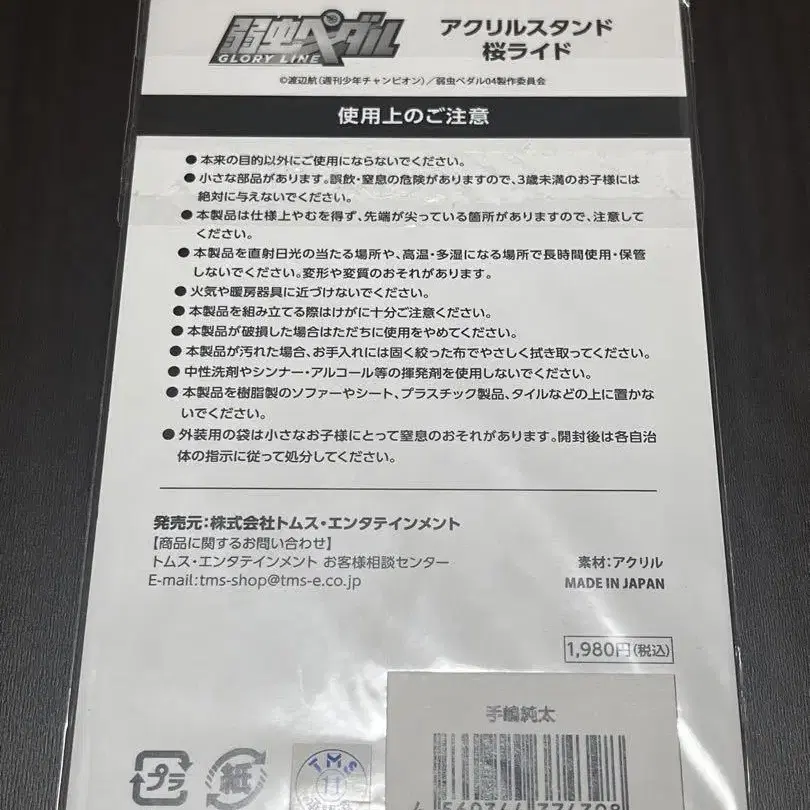 弱虫ペダル
GLORY LINE
アクリルスタンド
桜ライド
©渡辺航(週刊少年チャンピオン)/弱虫ペダル04製作委員会
使用上のご注意
●本来の目的以外にご使用にならないでください。
●小さな部品があります。誤飲・窒息の危険がありますので、3歳未満のお子様には
絶対に与えないでください。
●本製品は仕様上やむを得ず、先端が尖っている箇所がありますので、注意して
ください。
●本製品を直射日光の当たる場所や、高温・多湿になる場所で長時間使用・保管
しないでください。変形や変質のおそれがあります。
●火気や暖房器具に近づけないでください。
●本製品を組み立てる際はけがに十分ご注意ください。
●本製品が破損した場合はただちに使用をやめてください。
●本製品が汚れた場合、お手入れには固く絞った布でやさしく拭き取ってください。
●中性洗剤やシンナー・アルコール等の揮発剤を使用しないでください。
●本製品を樹脂製のソファーやシート、プラスチック製品、タイルなどの上に置かな
いでください。
●外装用の袋は小さなお子様にとって窒息のおそれがあります。開封後は各自治
体の指示に従って処分してください。
発売元:株式会社トムス・エンタテインメント
【商品に関するお問い合わせ】
トムス・エンタテインメント お客様相談センター
E-mail:tms-shop@tms-e.co.jp
素材:アクリル
MADE IN JAPAN
1,980円(税込)
手嶋純太
プラ
紙
TMS
11